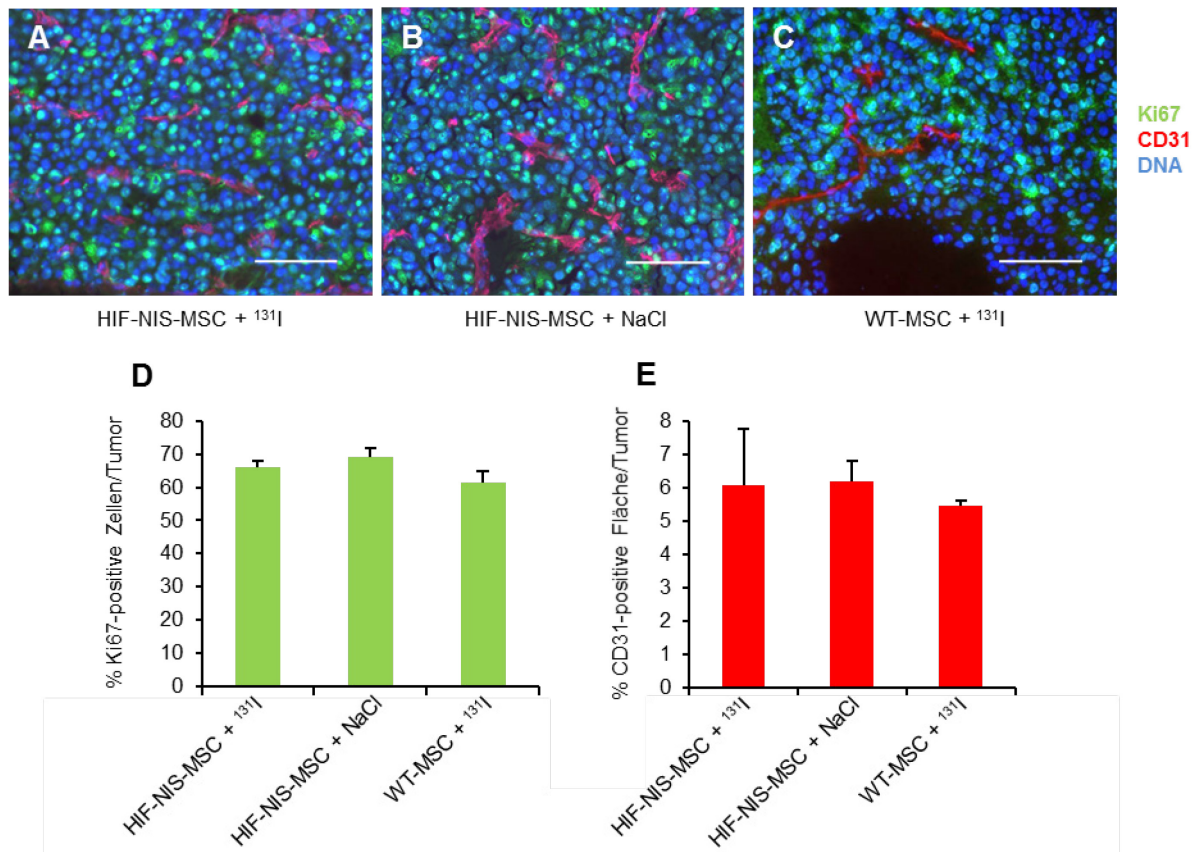 A
B
C
Ki67
CD31
DNA
HIF-NIS-MSC + ¹³¹I
HIF-NIS-MSC + NaCl
WT-MSC + ¹³¹I
D
% Ki67-positive Zellen/Tumor
80
70
60
50
40
30
20
10
0
HIF-NIS-MSC + ¹³¹I
HIF-NIS-MSC + NaCl
WT-MSC + ¹³¹I
E
% CD31-positive Fläche/Tumor
8
7
6
5
4
3
2
1
0
HIF-NIS-MSC + ¹³¹I
HIF-NIS-MSC + NaCl
WT-MSC + ¹³¹I